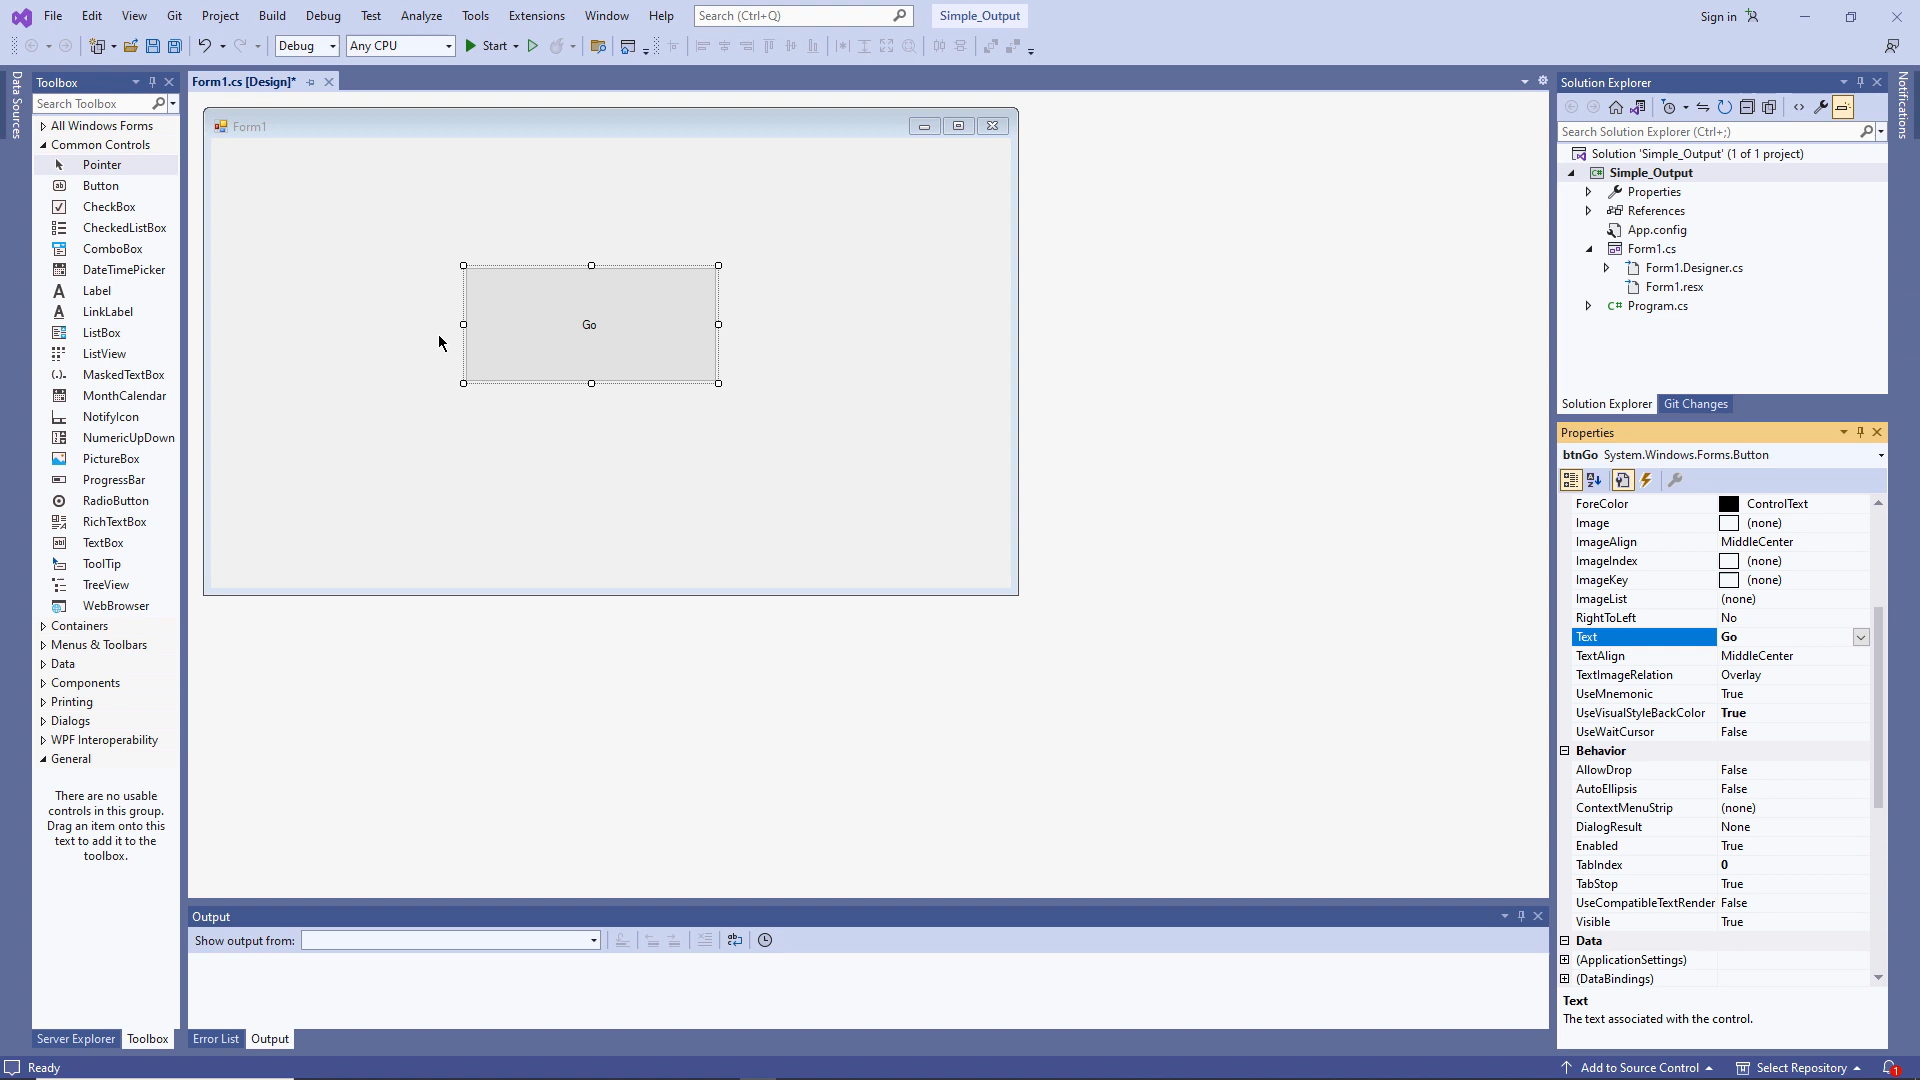 File Edit View Git Project Build Debug Test Analyze Tools Extensions Window Help Search (Ctrl+Q) Simple_Output Sign in
Debug Any CPU Start
Data Sources
Toolbox
Search Toolbox
All Windows Forms
Common Controls
Pointer
Button
CheckBox
CheckedListBox
ComboBox
DateTimePicker
Label
LinkLabel
ListBox
ListView
MaskedTextBox
MonthCalendar
NotifyIcon
NumericUpDown
PictureBox
ProgressBar
RadioButton
RichTextBox
TextBox
ToolTip
TreeView
WebBrowser
Containers
Menus & Toolbars
Data
Components
Printing
Dialogs
WPF Interoperability
General
There are no usable
controls in this group.
Drag an item onto this
text to add it to the
toolbox.
Server Explorer Toolbox
Form1.cs [Design]*
Form1
Go
Output
Show output from:
Error List Output
Solution Explorer
Search Solution Explorer (Ctrl+;)
Solution 'Simple_Output' (1 of 1 project)
C# Simple_Output
Properties
References
App.config
Form1.cs
Form1.Designer.cs
Form1.resx
C# Program.cs
Solution Explorer Git Changes
Notifications
Properties
btnGo System.Windows.Forms.Button
ForeColor ControlText
Image (none)
ImageAlign MiddleCenter
ImageIndex (none)
ImageKey (none)
ImageList (none)
RightToLeft No
Text Go
TextAlign MiddleCenter
TextImageRelation Overlay
UseMnemonic True
UseVisualStyleBackColor True
UseWaitCursor False
Behavior
AllowDrop False
AutoEllipsis False
ContextMenuStrip (none)
DialogResult None
Enabled True
TabIndex 0
TabStop True
UseCompatibleTextRender False
Visible True
Data
(ApplicationSettings)
(DataBindings)
Text
The text associated with the control.
Ready Add to Source Control Select Repository 1